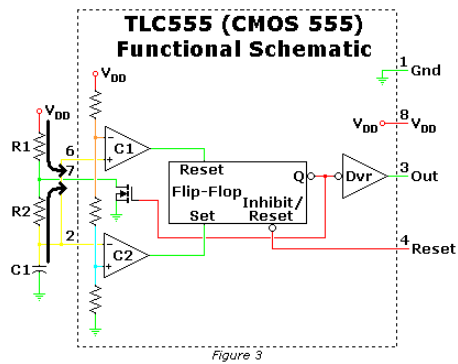 TLC555 (CMOS 555)
Functional Schematic
1
Gnd
VDD
VDD
8
VDD
VDD
R1
6
7
C1
Reset
Q
Dvr
3
Out
Flip-Flop
R2
Inhibit/
Reset
Set
2
4
Reset
C1
C2
Figure 3